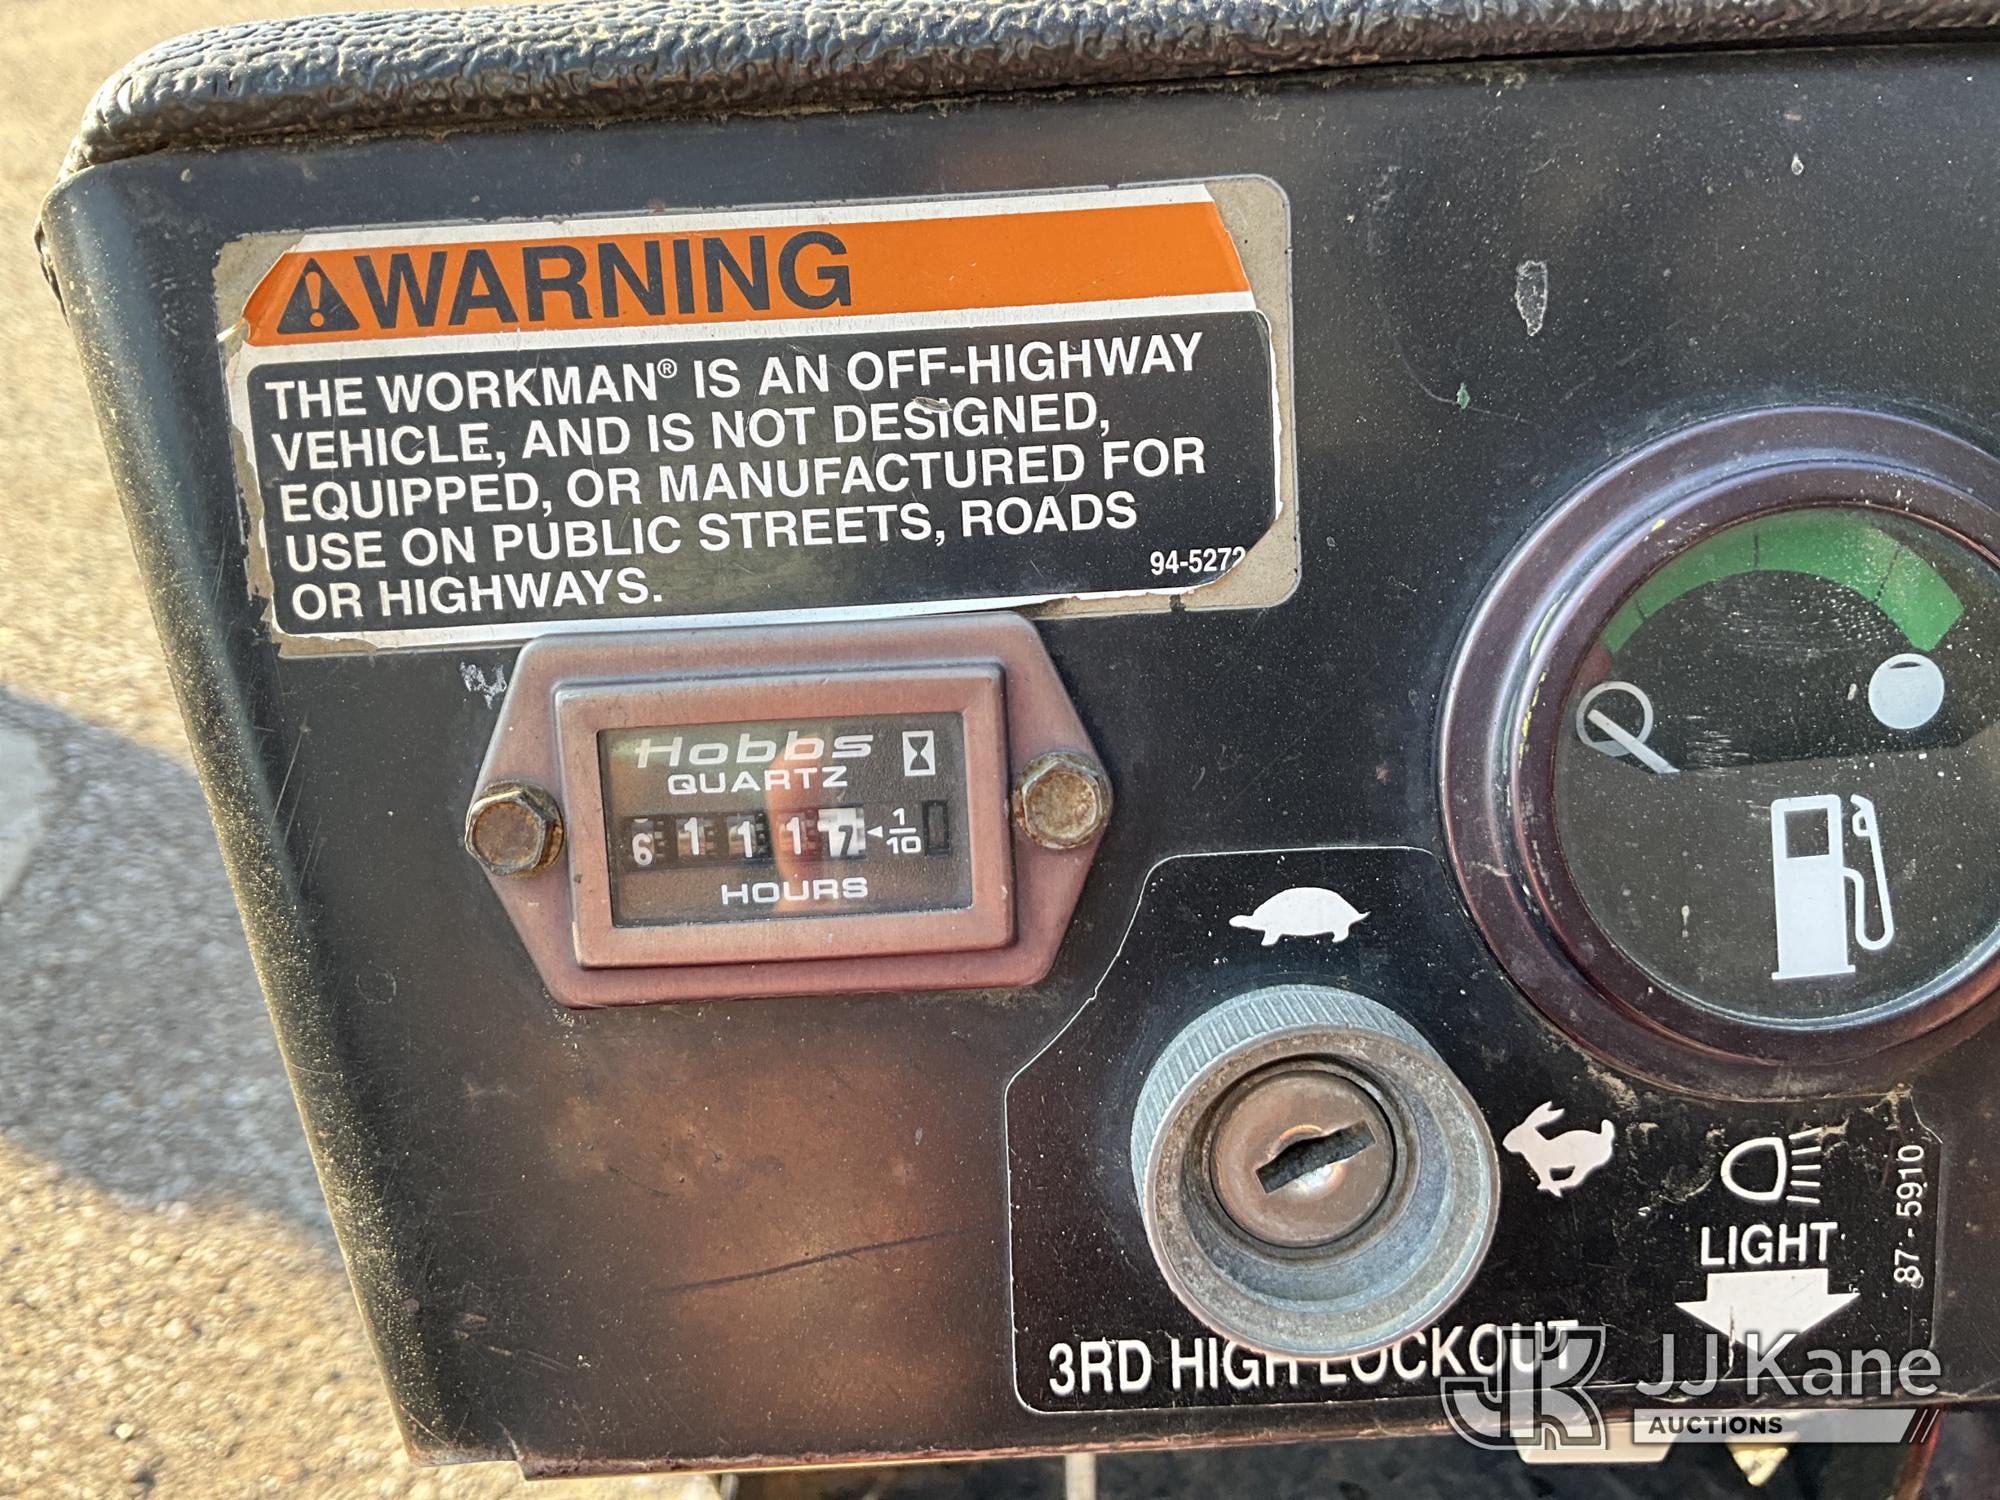 WARNING
THE WORKMAN® IS AN OFF-HIGHWAY
VEHICLE, AND IS NOT DESIGNED,
EQUIPPED, OR MANUFACTURED FOR
USE ON PUBLIC STREETS, ROADS
OR HIGHWAYS.
94-5272
Hobbs
QUARTZ
6 1 1 1 7 1/10
HOURS
LIGHT
87-5910
3RD HIGH LOCKOUT
JJKane
AUCTIONS